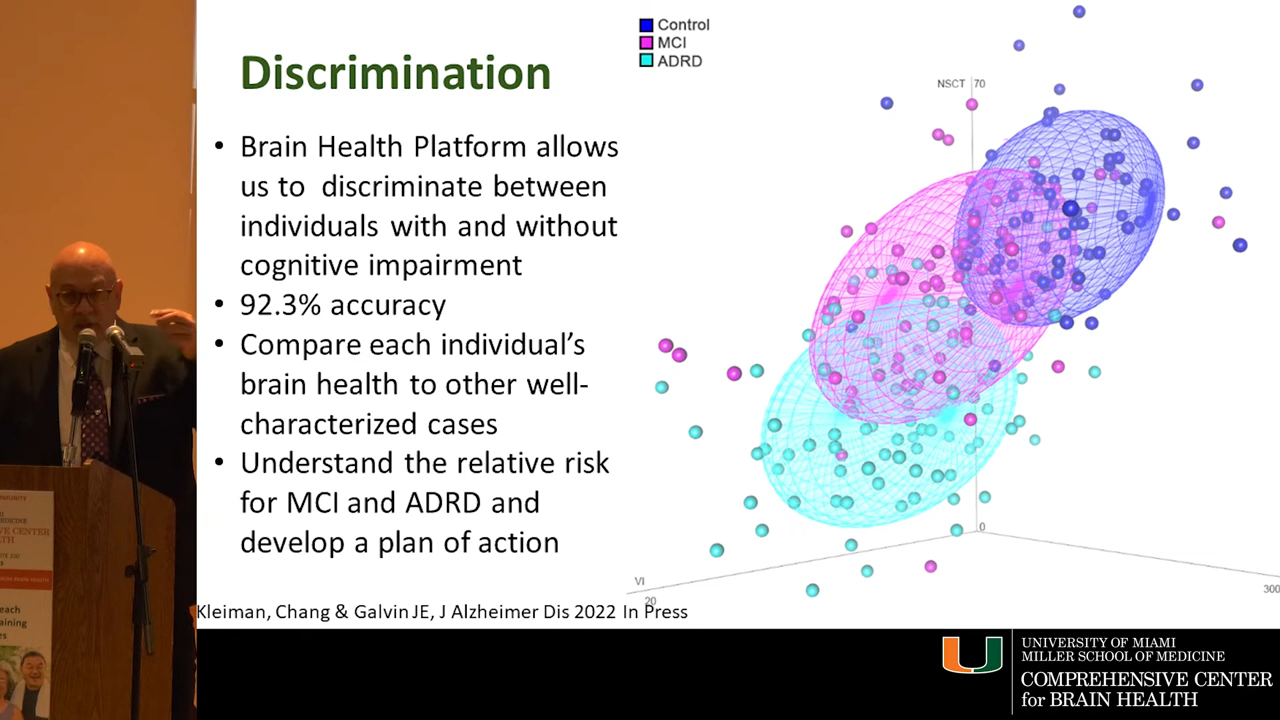 Discrimination
• Brain Health Platform allows
us to discriminate between
individuals with and without
cognitive impairment
• 92.3% accuracy
• Compare each individual’s
brain health to other well-
characterized cases
• Understand the relative risk
for MCI and ADRD and
develop a plan of action
Kleiman, Chang & Galvin JE, J Alzheimer Dis 2022 In Press
Control
MCI
ADRD
NSCT 70
0
VI
20
300
UNIVERSITY OF MIAMI
MILLER SCHOOL OF MEDICINE
COMPREHENSIVE CENTER
for BRAIN HEALTH
MEDICINE
CENTER